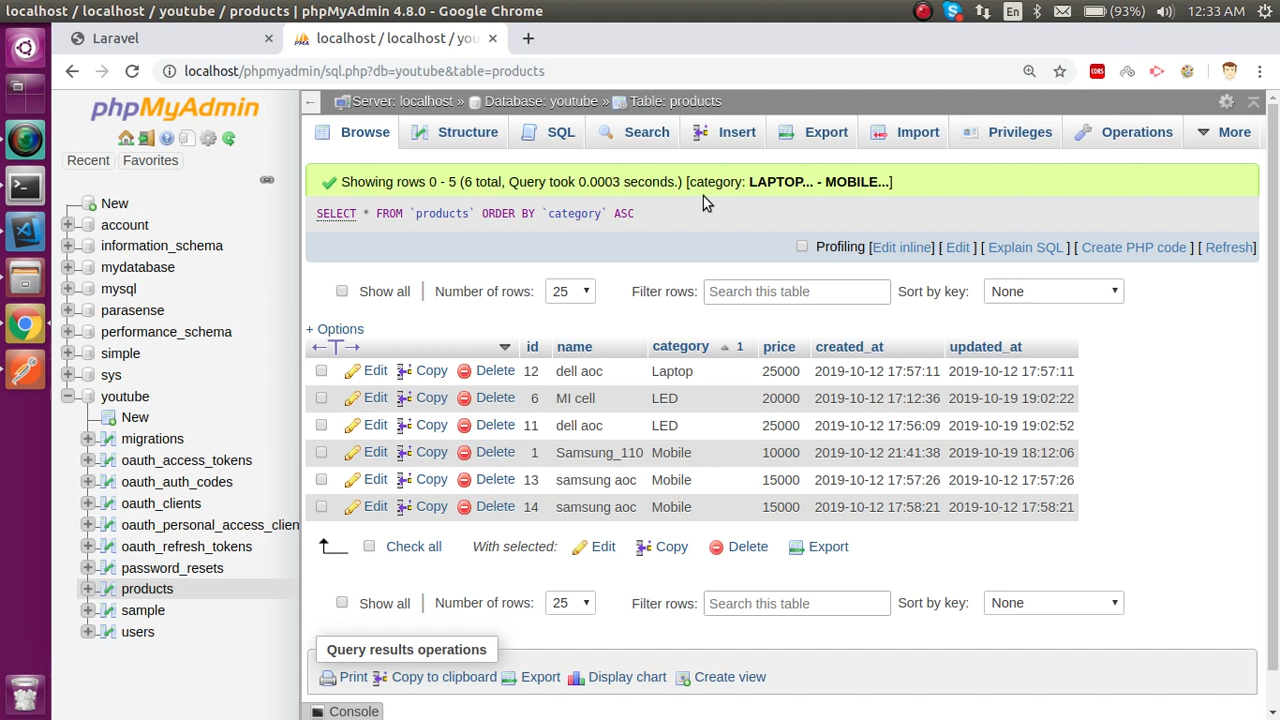 localhost / localhost / youtube / products | phpMyAdmin 4.8.0 - Google Chrome
En (93%) 12:33 AM
Laravel
localhost / localhost / you
localhost/phpmyadmin/sql.php?db=youtube&table=products
CORS
phpMyAdmin
Recent Favorites
New
account
information_schema
mydatabase
mysql
parasense
performance_schema
simple
sys
youtube
New
migrations
oauth_access_tokens
oauth_auth_codes
oauth_clients
oauth_personal_access_clien
oauth_refresh_tokens
password_resets
products
sample
users
Server: localhost » Database: youtube » Table: products
Browse Structure SQL Search Insert Export Import Privileges Operations More
Showing rows 0 - 5 (6 total, Query took 0.0003 seconds.) [category: LAPTOP... - MOBILE...]
SELECT * FROM `products` ORDER BY `category` ASC
Profiling [Edit inline] [ Edit ] [ Explain SQL ] [ Create PHP code ] [ Refresh]
Show all | Number of rows: 25 Filter rows: Search this table Sort by key: None
+ Options
←T→ id name category 1 price created_at updated_at
Edit Copy Delete 12 dell aoc Laptop 25000 2019-10-12 17:57:11 2019-10-12 17:57:11
Edit Copy Delete 6 MI cell LED 20000 2019-10-12 17:12:36 2019-10-19 19:02:22
Edit Copy Delete 11 dell aoc LED 25000 2019-10-12 17:56:09 2019-10-19 19:02:52
Edit Copy Delete 1 Samsung_110 Mobile 10000 2019-10-12 21:41:38 2019-10-19 18:12:06
Edit Copy Delete 13 samsung aoc Mobile 15000 2019-10-12 17:57:26 2019-10-12 17:57:26
Edit Copy Delete 14 samsung aoc Mobile 15000 2019-10-12 17:58:21 2019-10-12 17:58:21
Check all With selected: Edit Copy Delete Export
Show all | Number of rows: 25 Filter rows: Search this table Sort by key: None
Query results operations
Print Copy to clipboard Export Display chart Create view
Console